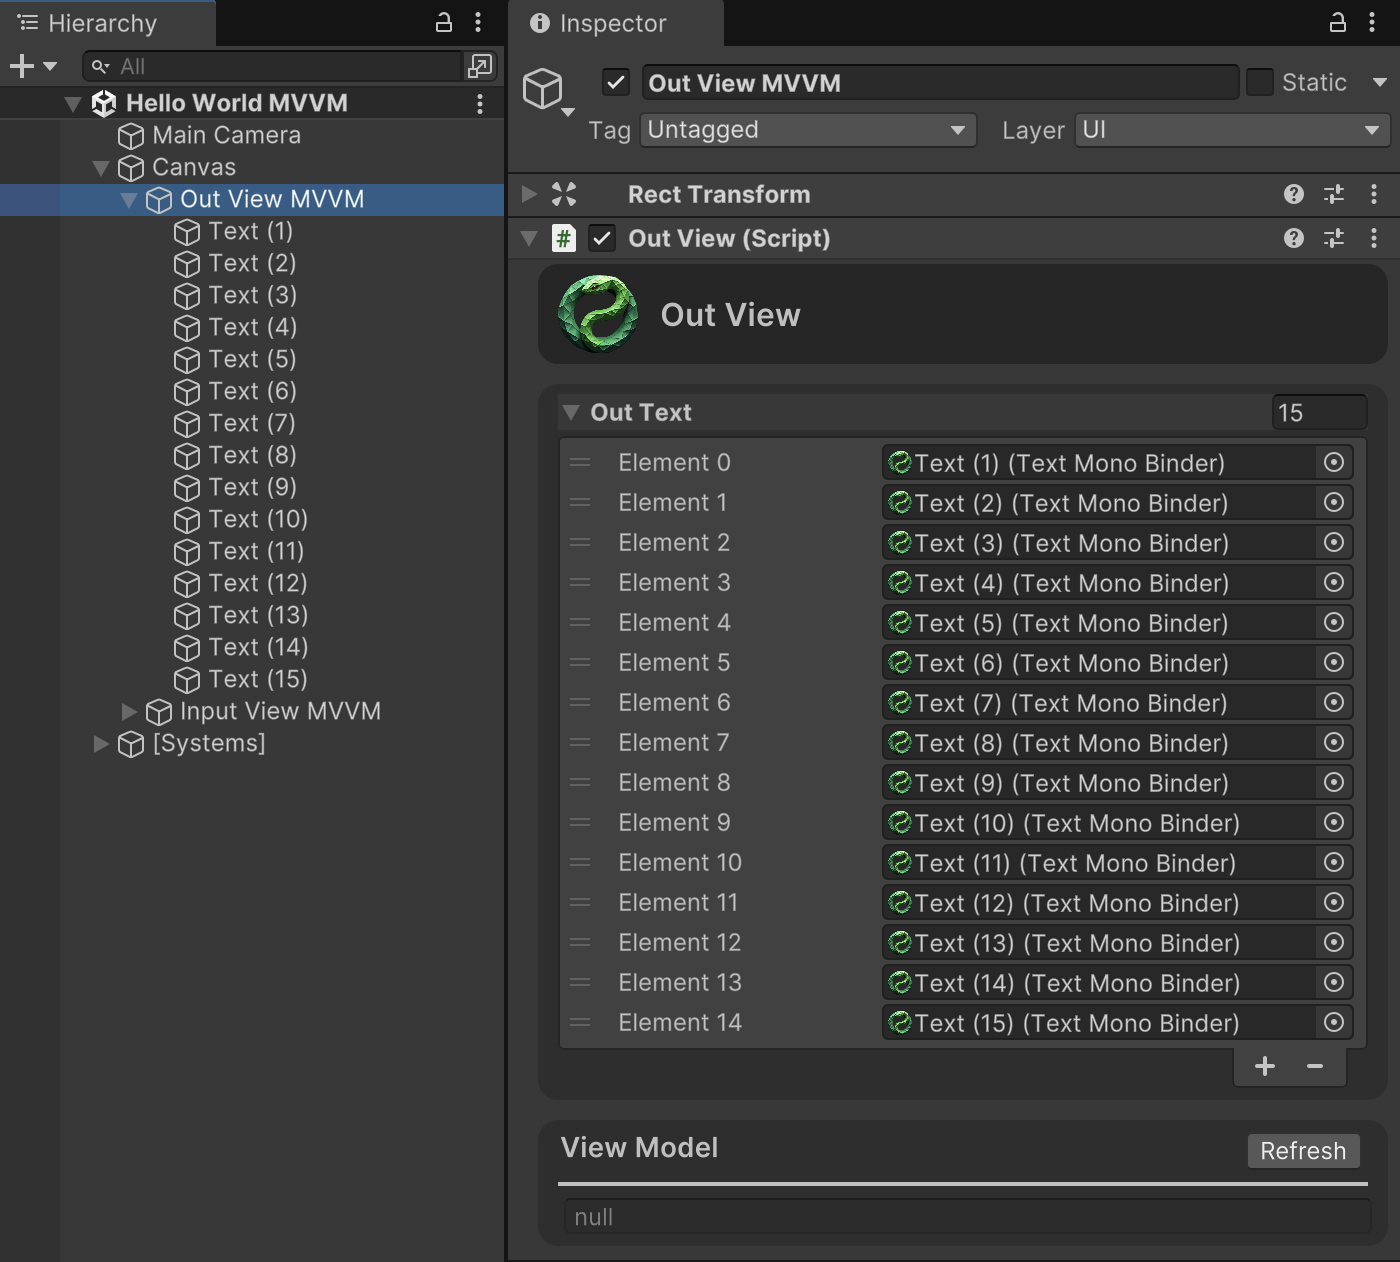 Hierarchy
All
Hello World MVVM
Main Camera
Canvas
Out View MVVM
Text (1)
Text (2)
Text (3)
Text (4)
Text (5)
Text (6)
Text (7)
Text (8)
Text (9)
Text (10)
Text (11)
Text (12)
Text (13)
Text (14)
Text (15)
Input View MVVM
[Systems]
Inspector
Out View MVVM Static
Tag Untagged Layer UI
Rect Transform
# Out View (Script)
Out View
Out Text 15
Element 0 Text (1) (Text Mono Binder)
Element 1 Text (2) (Text Mono Binder)
Element 2 Text (3) (Text Mono Binder)
Element 3 Text (4) (Text Mono Binder)
Element 4 Text (5) (Text Mono Binder)
Element 5 Text (6) (Text Mono Binder)
Element 6 Text (7) (Text Mono Binder)
Element 7 Text (8) (Text Mono Binder)
Element 8 Text (9) (Text Mono Binder)
Element 9 Text (10) (Text Mono Binder)
Element 10 Text (11) (Text Mono Binder)
Element 11 Text (12) (Text Mono Binder)
Element 12 Text (13) (Text Mono Binder)
Element 13 Text (14) (Text Mono Binder)
Element 14 Text (15) (Text Mono Binder)
+ −
View Model Refresh
null